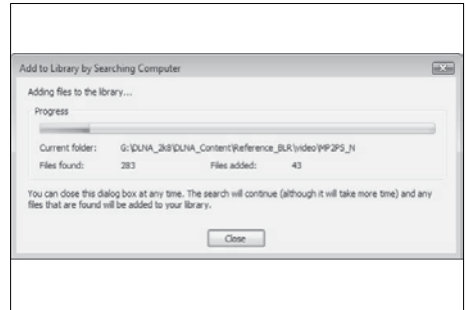 Add to Library by Searching Computer
Adding files to the library...
Progress
Current folder: G:\DLNA_2k8\DLNA_Content\Reference_BLR\video\MP2PS_N
Files found: 283 Files added: 43
You can close this dialog box at any time. The search will continue (although it will take more time) and any
files that are found will be added to your library.
Close